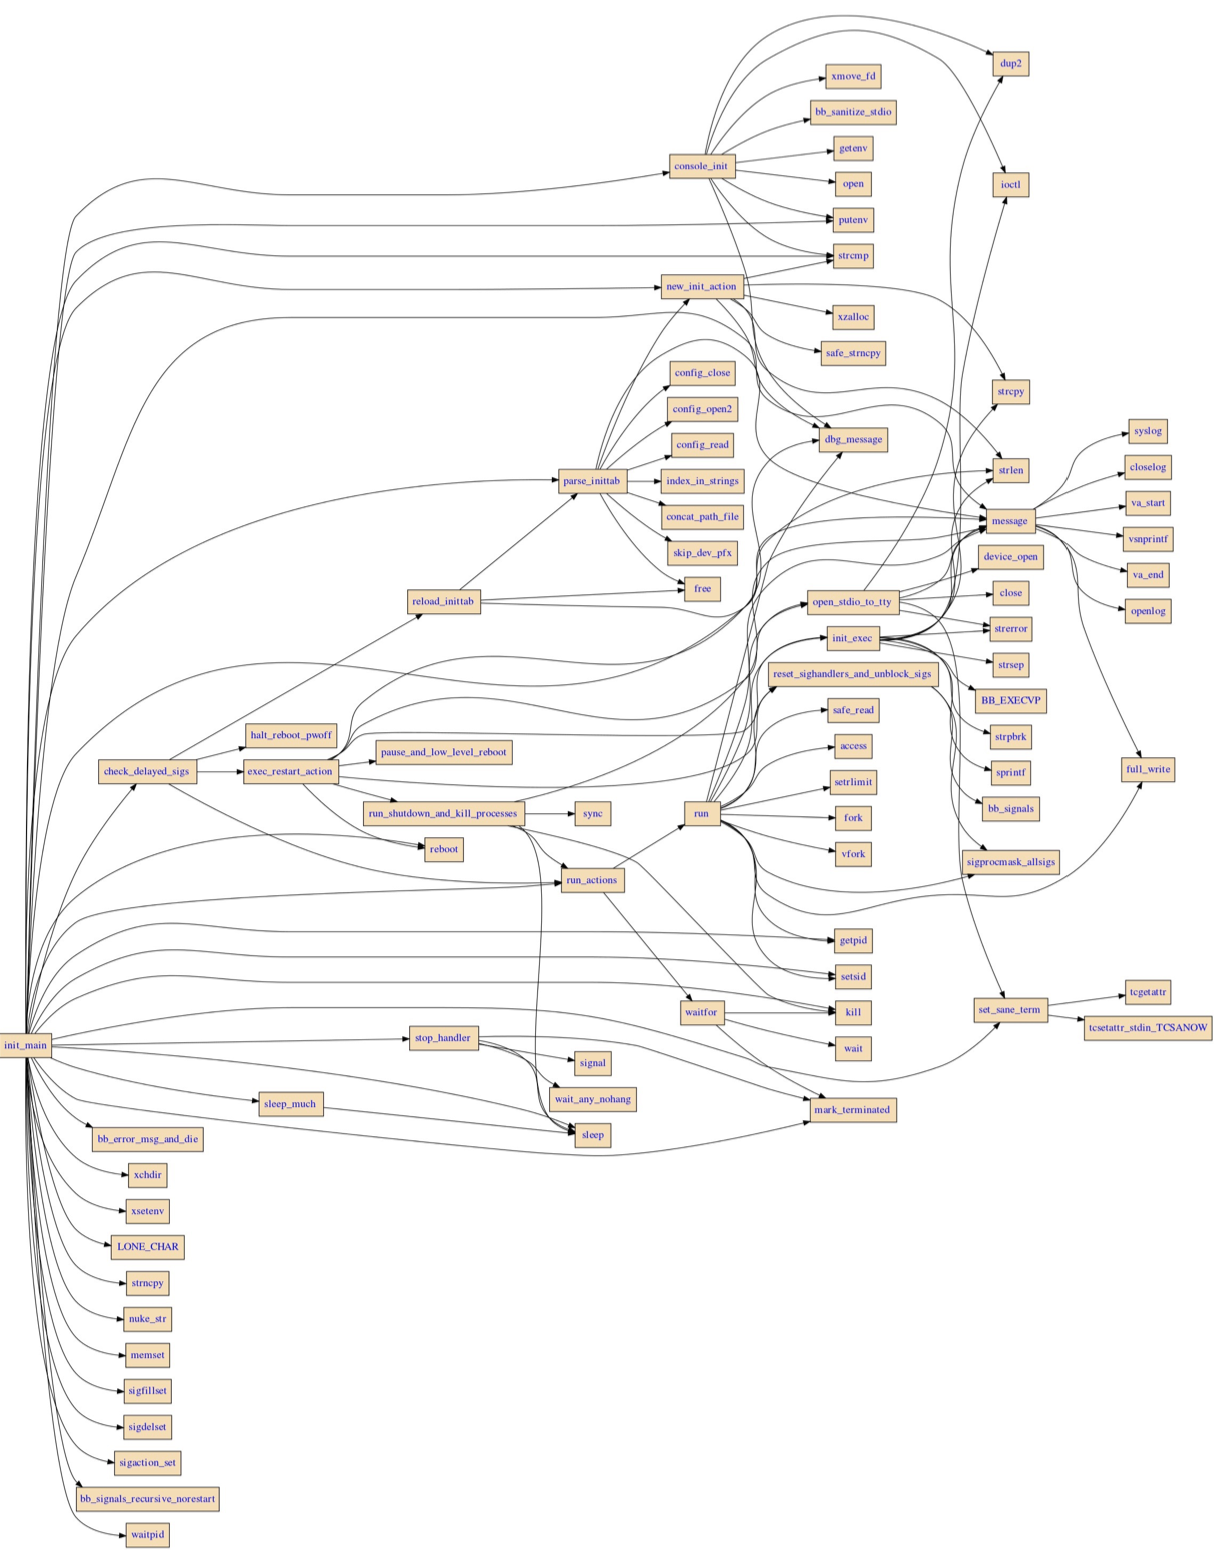 dup2
xmove_fd
bb_sanitize_stdio
getenv
console_init
open
ioctl
putenv
strcmp
new_init_action
xzalloc
safe_strncpy
config_close
strcpy
config_open2
syslog
dbg_message
config_read
closelog
strlen
parse_inittab
index_in_strings
va_start
concat_path_file
message
vsnprintf
skip_dev_pfx
device_open
va_end
free
close
reload_inittab
open_stdio_to_tty
openlog
strerror
init_exec
strsep
reset_sighandlers_and_unblock_sigs
BB_EXECVP
safe_read
halt_reboot_pwoff
strpbrk
access
pause_and_low_level_reboot
check_delayed_sigs
exec_restart_action
sprintf
full_write
setrlimit
bb_signals
run_shutdown_and_kill_processes
sync
run
fork
reboot
vfork
sigprocmask_allsigs
run_actions
getpid
setsid
tcgetattr
set_sane_term
waitfor
kill
tcsetattr_stdin_TCSANOW
stop_handler
init_main
wait
signal
wait_any_nohang
sleep_much
mark_terminated
sleep
bb_error_msg_and_die
xchdir
xsetenv
LONE_CHAR
strncpy
nuke_str
memset
sigfillset
sigdelset
sigaction_set
bb_signals_recursive_norestart
waitpid